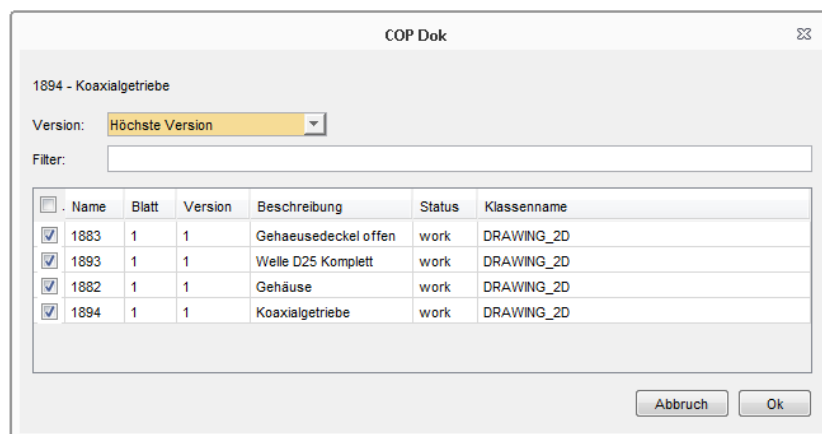 COP Dok
1894 - Koaxialgetriebe
Version: Höchste Version
Filter:
. Name Blatt Version Beschreibung Status Klassenname
1883 1 1 Gehaeusedeckel offen work DRAWING_2D
1893 1 1 Welle D25 Komplett work DRAWING_2D
1882 1 1 Gehäuse work DRAWING_2D
1894 1 1 Koaxialgetriebe work DRAWING_2D
Abbruch Ok